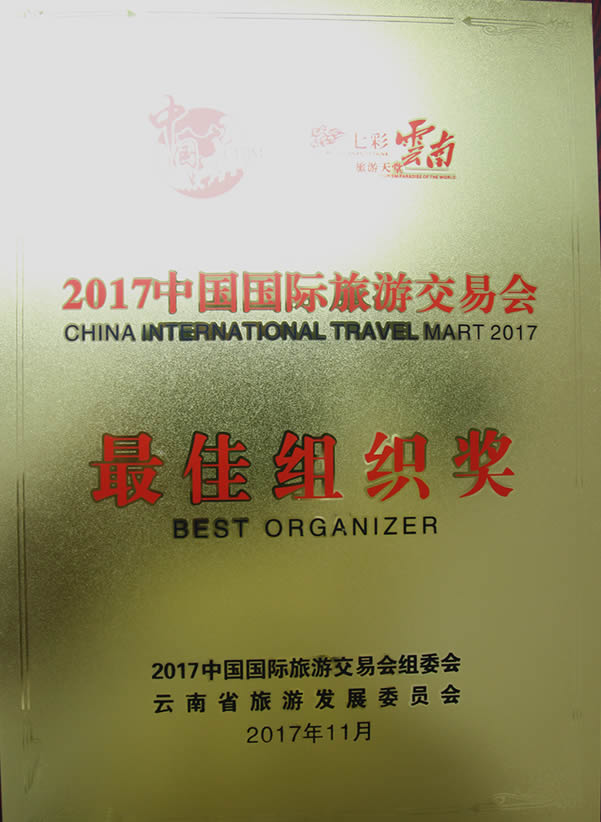 中国
七彩雲南
旅游天堂
2017中国国际旅游交易会
CHINA INTERNATIONAL TRAVEL MART 2017
最佳组织奖
BEST ORGANIZER
2017中国国际旅游交易会组委会
云南省旅游发展委员会
2017年11月